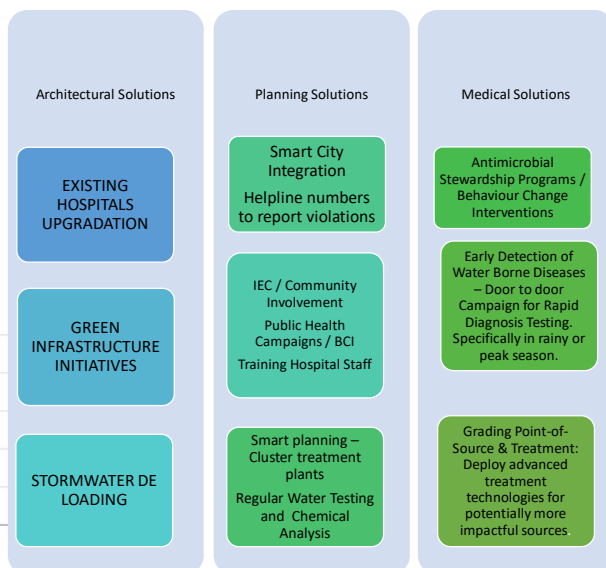 Architectural Solutions
EXISTING
HOSPITALS
UPGRADATION
GREEN
INFRASTRUCTURE
INITIATIVES
STORMWATER DE
LOADING
Planning Solutions
Smart City
Integration
Helpline numbers
to report violations
IEC / Community
Involvement
Public Health
Campaigns / BCI
Training Hospital Staff
Smart planning –
Cluster treatment
plants
Regular Water Testing
and Chemical
Analysis
Medical Solutions
Antimicrobial
Stewardship Programs /
Behaviour Change
Interventions
Early Detection of
Water Borne Diseases
– Door to door
Campaign for Rapid
Diagnosis Testing.
Specifically in rainy or
peak season.
Grading Point-of-
Source & Treatment:
Deploy advanced
treatment
technologies for
potentially more
impactful sources.